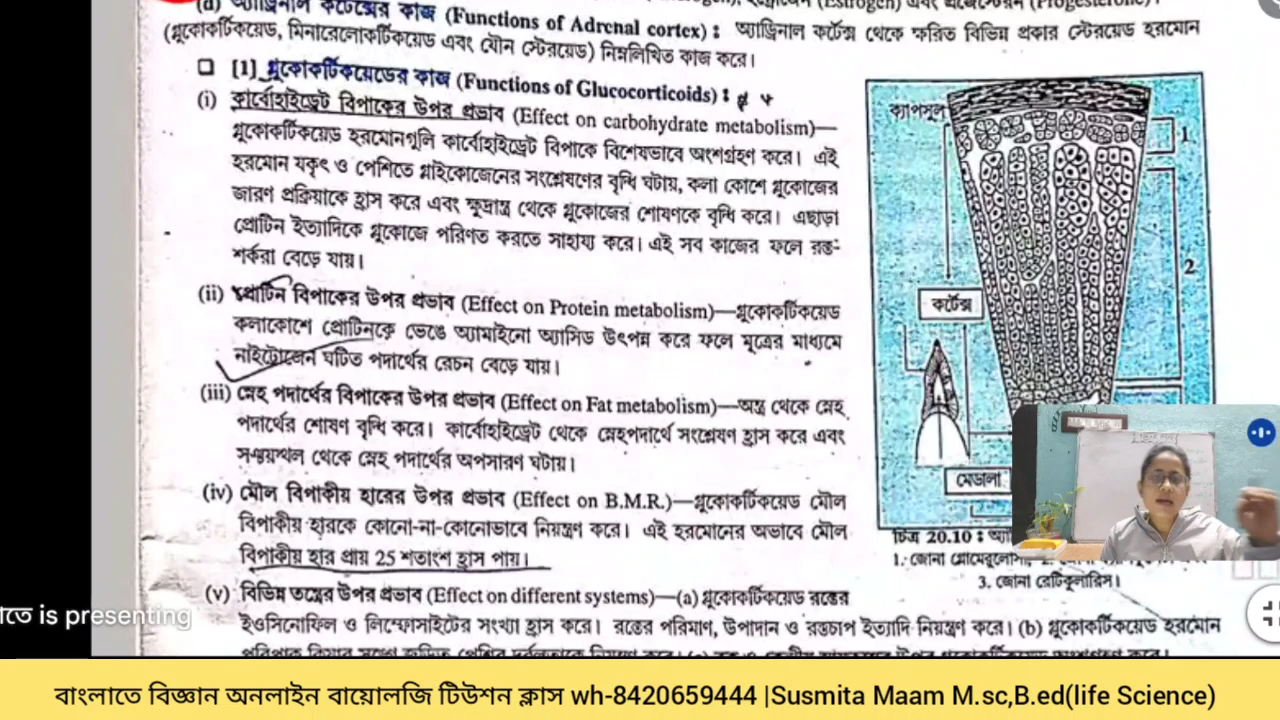 (a) অ্যাড্রিনাল কর্টেক্সের কাজ (Functions of Adrenal cortex) : অ্যাড্রিনাল কর্টেক্স থেকে ক্ষরিত বিভিন্ন প্রকার স্টেরয়েড হরমোন
(গ্লুকোকর্টিকয়েড, মিনারেলোকর্টিকয়েড এবং যৌন স্টেরয়েড) নিম্নলিখিত কাজ করে।
[1] গ্লুকোকর্টিকয়েডের কাজ (Functions of Glucocorticoids) :
(i) কার্বোহাইড্রেট বিপাকের উপর প্রভাব (Effect on carbohydrate metabolism)—
গ্লুকোকর্টিকয়েড হরমোনগুলি কার্বোহাইড্রেট বিপাকে বিশেষভাবে অংশগ্রহণ করে। এই
হরমোন যকৃৎ ও পেশিতে গ্লাইকোজেনের সংশ্লেষণের বৃদ্ধি ঘটায়, কলা কোশে গ্লুকোজের
জারণ প্রক্রিয়াকে হ্রাস করে এবং ক্ষুদ্রান্ত্র থেকে গ্লুকোজের শোষণকে বৃদ্ধি করে। এছাড়া
প্রোটিন ইত্যাদিকে গ্লুকোজে পরিণত করতে সাহায্য করে। এই সব কাজের ফলে রক্ত-
শর্করা বেড়ে যায়।
(ii) প্রোটিন বিপাকের উপর প্রভাব (Effect on Protein metabolism)—গ্লুকোকর্টিকয়েড
কলাকোশে প্রোটিনকে ভেঙে অ্যামাইনো অ্যাসিড উৎপন্ন করে ফলে মূত্রের মাধ্যমে
নাইট্রোজেন ঘটিত পদার্থের রেচন বেড়ে যায়।
(iii) স্নেহ পদার্থের বিপাকের উপর প্রভাব (Effect on Fat metabolism)—অন্ত্র থেকে স্নেহ
পদার্থের শোষণ বৃদ্ধি করে। কার্বোহাইড্রেট থেকে স্নেহপদার্থে সংশ্লেষণ হ্রাস করে এবং
সঞ্চয়স্থল থেকে স্নেহ পদার্থের অপসারণ ঘটায়।
(iv) মৌল বিপাকীয় হারের উপর প্রভাব (Effect on B.M.R.)—গ্লুকোকর্টিকয়েড মৌল
বিপাকীয় হারকে কোনো-না-কোনোভাবে নিয়ন্ত্রণ করে। এই হরমোনের অভাবে মৌল
বিপাকীয় হার প্রায় 25 শতাংশ হ্রাস পায়।
(v) বিভিন্ন তন্ত্রের উপর প্রভাব (Effect on different systems)—(a) গ্লুকোকর্টিকয়েড রক্তের
ইওসিনোফিল ও লিম্ফোসাইটের সংখ্যা হ্রাস করে। রক্তের পরিমাণ, উপাদান ও রক্তচাপ ইত্যাদি নিয়ন্ত্রণ করে। (b) গ্লুকোকর্টিকয়েড হরমোন
ক্যাপসুল
1
2
কর্টেক্স
মেডালা
চিত্র 20.10 :
1. জোনা গ্লোমেরুলোসা,
3. জোনা রেটিকুলারিস।
is presenting
বাংলাতে বিজ্ঞান অনলাইন বায়োলজি টিউশন ক্লাস wh-8420659444 |Susmita Maam M.sc,B.ed(life Science)